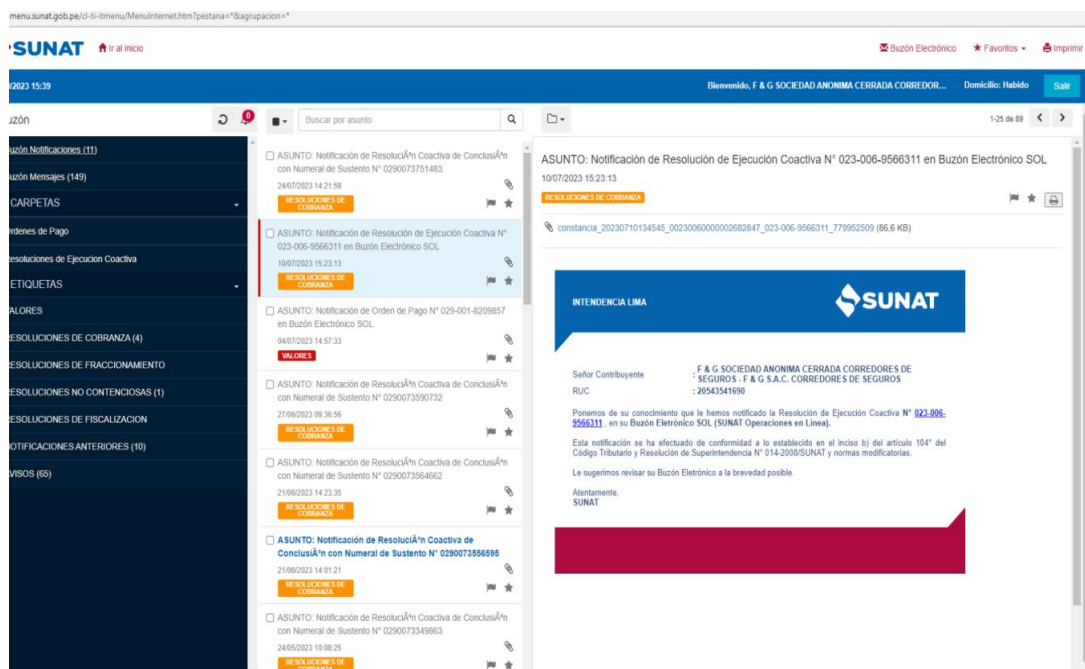 menu.sunat.gob.pe/cl-ti-itmenu/MenuInternet.htm?pestana=*&agrupacion=*
SUNAT
Ir al inicio
Buzón Electrónico
Favoritos
Imprimir
/2023 15:39
Bienvenido, F & G SOCIEDAD ANONIMA CERRADA CORREDOR...
Domicilio: Habido
Salir
uzón
0
Buscar por asunto
1-25 de 89
uzón Notificaciones (11)
uzón Mensajes (149)
CARPETAS
rdenes de Pago
esoluciones de Ejecucion Coactiva
ETIQUETAS
VALORES
RESOLUCIONES DE COBRANZA (4)
RESOLUCIONES DE FRACCIONAMIENTO
RESOLUCIONES NO CONTENCIOSAS (1)
RESOLUCIONES DE FISCALIZACION
NOTIFICACIONES ANTERIORES (10)
AVISOS (65)
ASUNTO: Notificación de ResoluciÃ³n Coactiva de ConclusiÃ³n
con Numeral de Sustento N° 0290073751483
24/07/2023 14:21:59
RESOLUCIONES DE
COBRANZA
ASUNTO: Notificación de Resolución de Ejecución Coactiva N°
023-006-9566311 en Buzón Electrónico SOL
10/07/2023 15:23:13
RESOLUCIONES DE
COBRANZA
ASUNTO: Notificación de Orden de Pago N° 029-001-8209857
en Buzón Electrónico SOL
04/07/2023 14:57:33
VALORES
ASUNTO: Notificación de ResoluciÃ³n Coactiva de ConclusiÃ³n
con Numeral de Sustento N° 0290073590732
27/06/2023 09:36:56
RESOLUCIONES DE
COBRANZA
ASUNTO: Notificación de ResoluciÃ³n Coactiva de ConclusiÃ³n
con Numeral de Sustento N° 0290073564662
21/06/2023 14:23:35
RESOLUCIONES DE
COBRANZA
ASUNTO: Notificación de ResoluciÃ³n Coactiva de
ConclusiÃ³n con Numeral de Sustento N° 0290073556595
21/06/2023 14:01:21
RESOLUCIONES DE
COBRANZA
ASUNTO: Notificación de ResoluciÃ³n Coactiva de ConclusiÃ³n
con Numeral de Sustento N° 0290073349863
24/05/2023 10:08:25
RESOLUCIONES DE
COBRANZA
ASUNTO: Notificación de Resolución de Ejecución Coactiva N° 023-006-9566311 en Buzón Electrónico SOL
10/07/2023 15:23:13
RESOLUCIONES DE COBRANZA
constancia_20230710134545_00230060000002682847_023-006-9566311_779952509 (86,6 KB)
INTENDENCIA LIMA
SUNAT
Señor Contribuyente : F & G SOCIEDAD ANONIMA CERRADA CORREDORES DE
SEGUROS - F & G S.A.C. CORREDORES DE SEGUROS
RUC : 20543541690
Ponemos de su conocimiento que le hemos notificado la Resolución de Ejecución Coactiva N° 023-006-
9566311 , en su Buzón Eletrónico SOL (SUNAT Operaciones en Línea).
Esta notificación se ha efectuado de conformidad a lo establecido en el inciso b) del artículo 104° del
Código Tributario y Resolución de Superintendencia N° 014-2008/SUNAT y normas modificatorias.
Le sugerimos revisar su Buzón Eletrónico a la brevedad posible.
Atentamente,
SUNAT